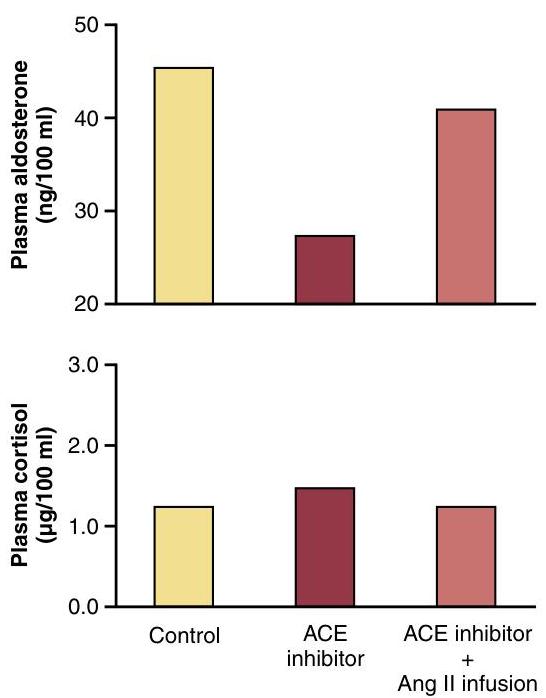 Plasma aldosterone
(ng/100 ml)
50
40
30
20
Plasma cortisol
(μg/100 ml)
3.0
2.0
1.0
0.0
Control
ACE
inhibitor
ACE inhibitor
+
Ang II infusion